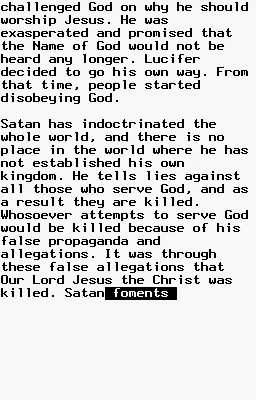 challenged God on why he should
worship Jesus. He was
exasperated and promised that
the Name of God would not be
heard any longer. Lucifer
decided to go his own way. From
that time, people started
disobeying God.
Satan has indoctrinated the
whole world, and there is no
place in the world where he has
not established his own
kingdom. He tells lies against
all those who serve God, and as
a result they are killed.
Whosoever attempts to serve God
would be killed because of his
false propaganda and
allegations. It was through
these false allegations that
Our Lord Jesus the Christ was
killed. Satan foments